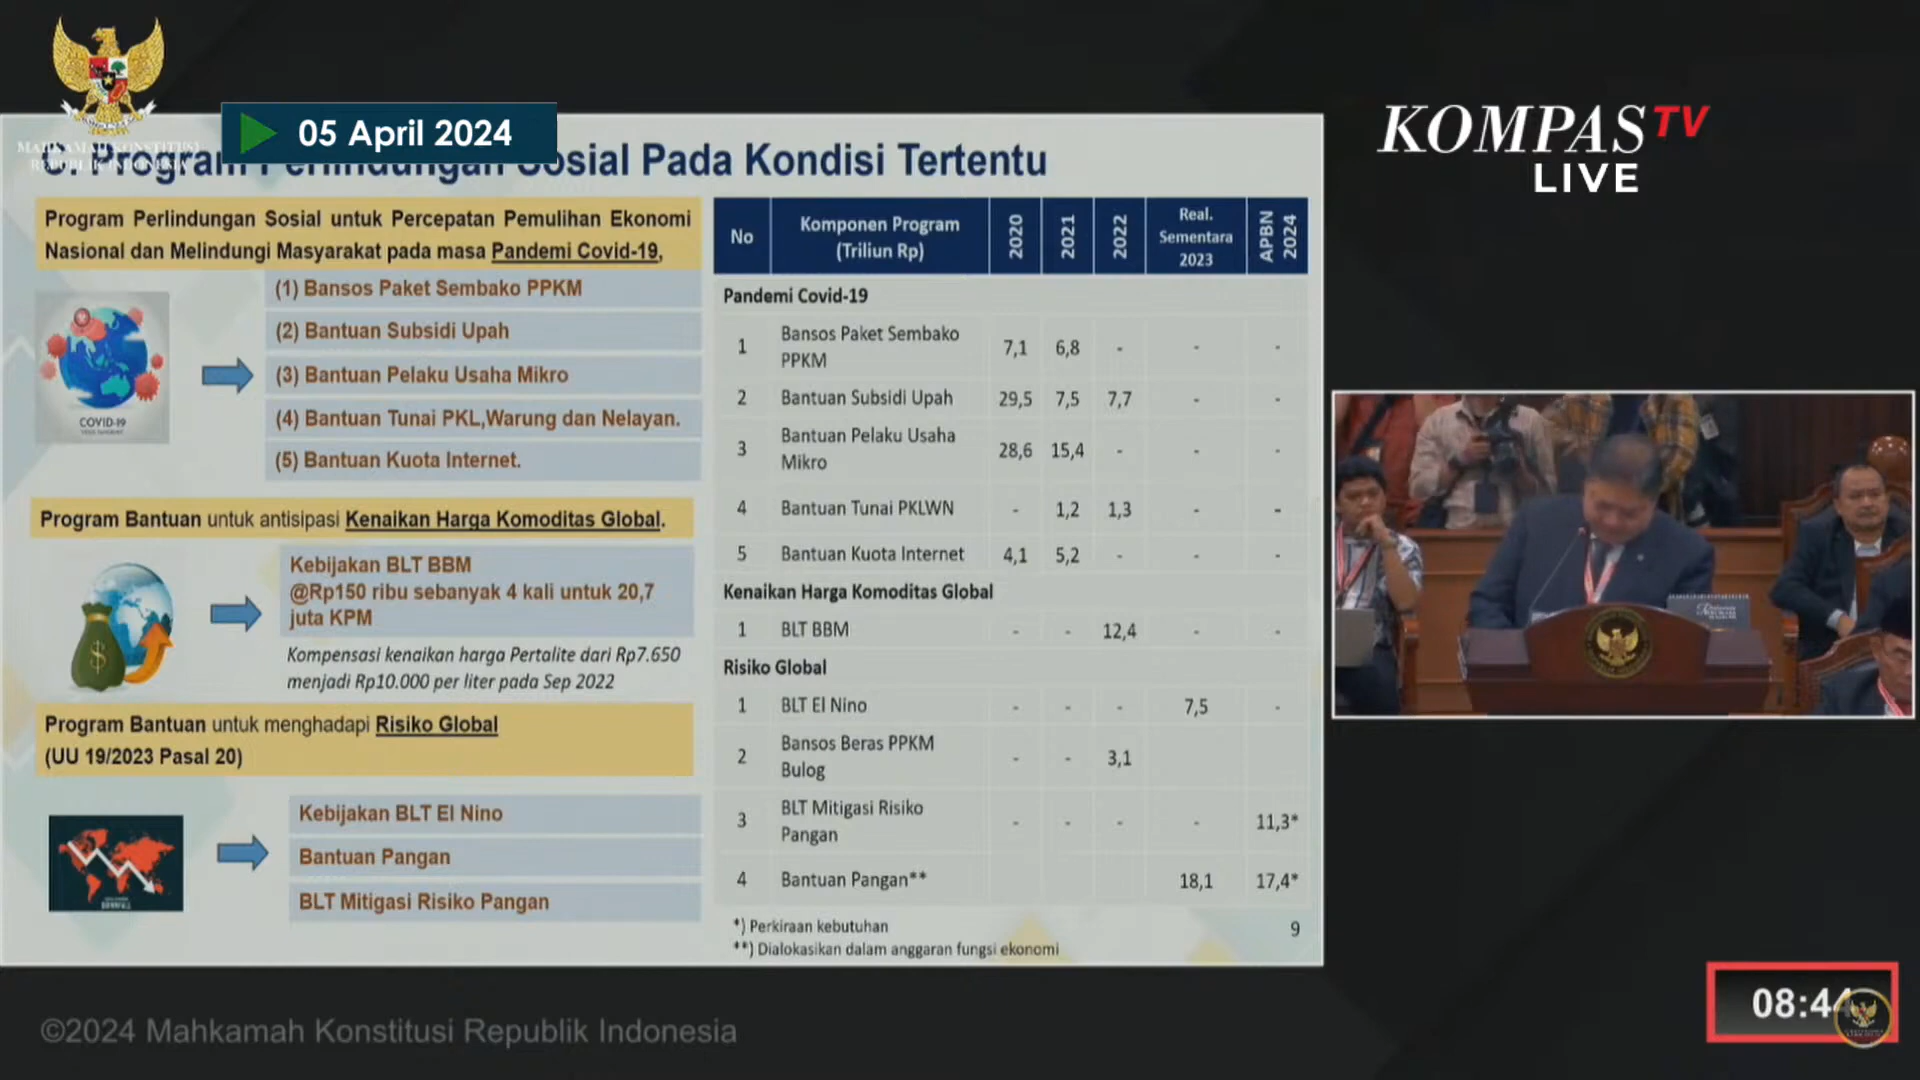 MAHKAMAH KONSTITUSI
REPUBLIK INDONESIA
05 April 2024
Sosial Pada Kondisi Tertentu
KOMPAS TV
LIVE
Program Perlindungan Sosial untuk Percepatan Pemulihan Ekonomi
Nasional dan Melindungi Masyarakat pada masa Pandemi Covid-19,
COVID-19
(1) Bansos Paket Sembako PPKM
(2) Bantuan Subsidi Upah
(3) Bantuan Pelaku Usaha Mikro
(4) Bantuan Tunai PKL,Warung dan Nelayan.
(5) Bantuan Kuota Internet.
Program Bantuan untuk antisipasi Kenaikan Harga Komoditas Global.
Kebijakan BLT BBM
@Rp150 ribu sebanyak 4 kali untuk 20,7
juta KPM
Kompensasi kenaikan harga Pertalite dari Rp7.650
menjadi Rp10.000 per liter pada Sep 2022
Program Bantuan untuk menghadapi Risiko Global
(UU 19/2023 Pasal 20)
Kebijakan BLT El Nino
Bantuan Pangan
BLT Mitigasi Risiko Pangan
No Komponen Program (Triliun Rp) 2020 2021 2022 Real. Sementara 2023 APBN 2024
Pandemi Covid-19
1 Bansos Paket Sembako PPKM 7,1 6,8 - - -
2 Bantuan Subsidi Upah 29,5 7,5 7,7 - -
3 Bantuan Pelaku Usaha Mikro 28,6 15,4 - - -
4 Bantuan Tunai PKLWN - 1,2 1,3 - -
5 Bantuan Kuota Internet 4,1 5,2 - - -
Kenaikan Harga Komoditas Global
1 BLT BBM - - 12,4 - -
Risiko Global
1 BLT El Nino - - - 7,5 -
2 Bansos Beras PPKM Bulog - - 3,1
3 BLT Mitigasi Risiko Pangan - - - - 11,3*
4 Bantuan Pangan** 18,1 17,4*
*) Perkiraan kebutuhan
**) Dialokasikan dalam anggaran fungsi ekonomi
9
©2024 Mahkamah Konstitusi Republik Indonesia
08:44